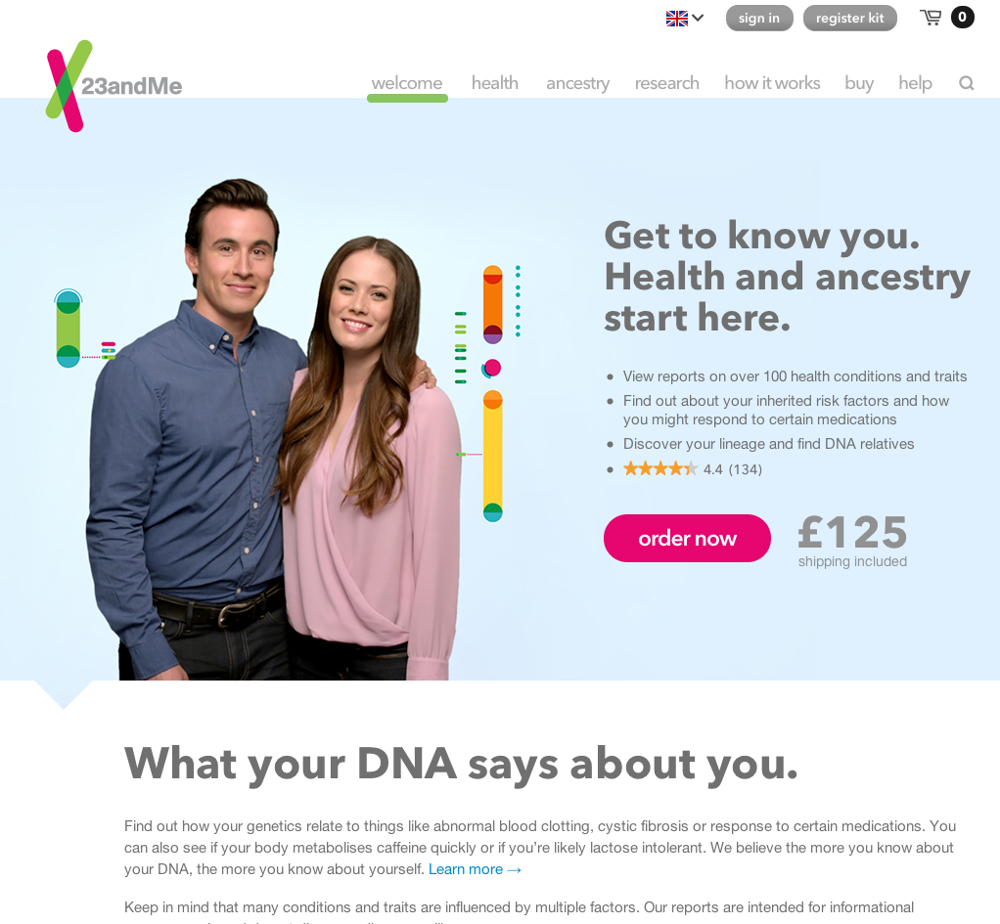 sign in
register kit
0
23andMe
welcome health ancestry research how it works buy help
Get to know you.
Health and ancestry
start here.
View reports on over 100 health conditions and traits
Find out about your inherited risk factors and how
you might respond to certain medications
Discover your lineage and find DNA relatives
4.4 (134)
order now
£125
shipping included
What your DNA says about you.
Find out how your genetics relate to things like abnormal blood clotting, cystic fibrosis or response to certain medications. You
can also see if your body metabolises caffeine quickly or if you’re likely lactose intolerant. We believe the more you know about
your DNA, the more you know about yourself. Learn more →
Keep in mind that many conditions and traits are influenced by multiple factors. Our reports are intended for informational